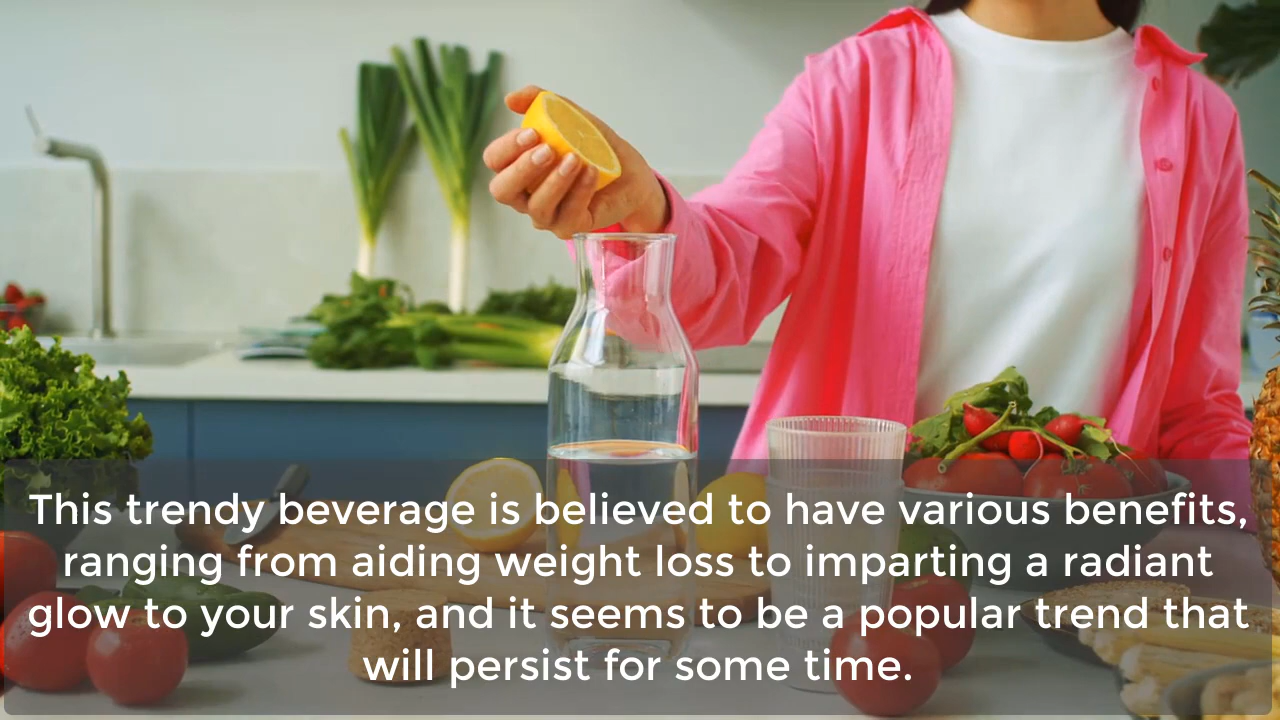 This trendy beverage is believed to have various benefits,
ranging from aiding weight loss to imparting a radiant
glow to your skin, and it seems to be a popular trend that
will persist for some time.